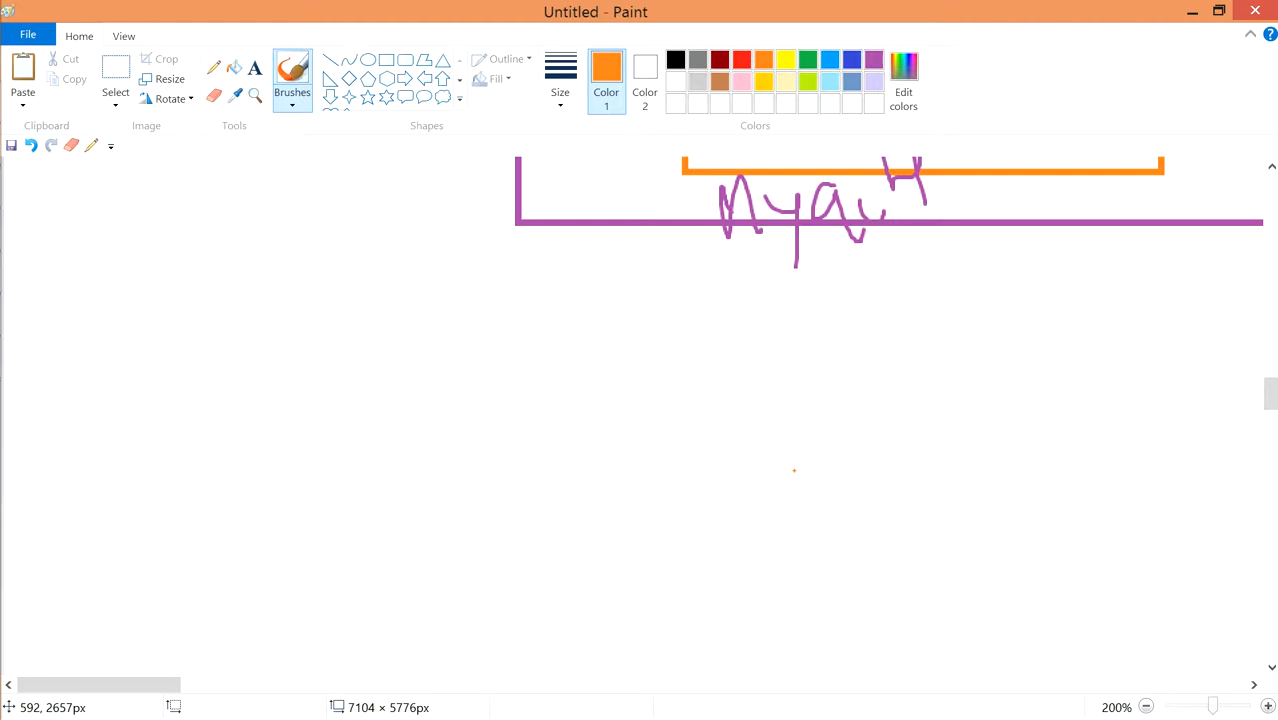 Untitled - Paint
File
Home View
Paste
Cut
Copy
Select
Crop
Resize
Rotate
Brushes
Outline
Fill
Size
Color 1
Color 2
Edit colors
Clipboard
Image
Tools
Shapes
Colors
592, 2657px
7104 × 5776px
200%